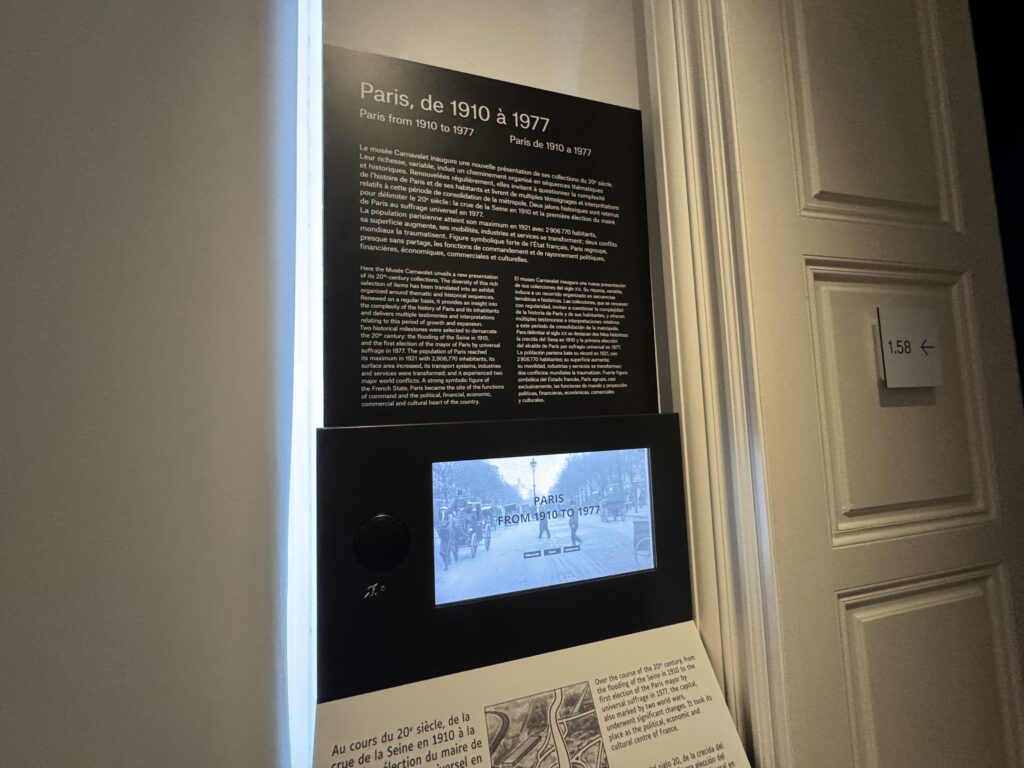 Paris, de 1910 à 1977
Paris from 1910 to 1977
París de 1910 a 1977
Le musée Carnavalet inaugure une nouvelle présentation de ses collections du 20e siècle.
Leur richesse, variable, induit un cheminement organisé en séquences thématiques
et historiques. Renouvelées régulièrement, elles invitent à questionner la complexité
de l'histoire de Paris et de ses habitants et livrent de multiples témoignages et interprétations
relatifs à cette période de consolidation de la métropole. Deux jalons historiques sont retenus
pour délimiter le 20e siècle : la crue de la Seine en 1910 et la première élection du maire
de Paris au suffrage universel en 1977.
La population parisienne atteint son maximum en 1921 avec 2 906 770 habitants,
sa superficie augmente, ses mobilités, industries et services se transforment ; deux conflits
mondiaux la traumatisent. Figure symbolique forte de l'État français, Paris regroupe,
presque sans partage, les fonctions de commandement et de rayonnement politiques,
financières, économiques, commerciales et culturelles.
Here the Musée Carnavalet unveils a new presentation
of its 20th-century collections. The diversity of this rich
selection of items has been translated into an exhibit
organized around thematic and historical sequences.
Renewed on a regular basis, it provides an insight into
the complexity of the history of Paris and its inhabitants
and delivers multiple testimonies and interpretations
relating to this period of growth and expansion.
Two historical milestones were selected to demarcate
the 20th century: the flooding of the Seine in 1910,
and the first election of the mayor of Paris by universal
suffrage in 1977. The population of Paris reached
its maximum in 1921 with 2,906,770 inhabitants, its
surface area increased, its transport systems, industries
and services were transformed; and it experienced two
major world conflicts. A strong symbolic figure of
the French State, Paris became the site of the functions
of command and the political, financial, economic,
commercial and cultural heart of the country.
El museo Carnavalet inaugura una nueva presentación
de sus colecciones del siglo XX. Su riqueza, variable,
induce a un recorrido organizado en secuencias
temáticas e históricas. Las colecciones, que se renuevan
con regularidad, invitan a cuestionar la complejidad
de la historia de París y de sus habitantes, y ofrecen
múltiples testimonios e interpretaciones relativos
a este período de consolidación de la metrópolis.
Para delimitar el siglo XX se destacan dos hitos históricos:
la crecida del Sena en 1910 y la primera elección
del alcalde de París por sufragio universal en 1977.
La población parisina bate su récord en 1921, con
2 906 770 habitantes; su superficie aumenta;
su movilidad, industrias y servicios se transforman;
dos conflictos mundiales la traumatizan. Fuerte figura
simbólica del Estado francés, París agrupa, casi
exclusivamente, las funciones de mando y proyección
políticas, financieras, económicas, comerciales
y culturales.
1.58 ←
PARIS
FROM 1910 TO 1977
Au cours du 20e siècle, de la
crue de la Seine en 1910 à la
élection du maire de
universel en
Over the course of the 20th century, from
the flooding of the Seine in 1910 to the
first election of the Paris mayor by
universal suffrage in 1977, the capital,
also marked by two world wars,
underwent significant changes. It took its
place as the political, economic and
cultural centre of France.
del siglo 20, de la crecida del
elección del